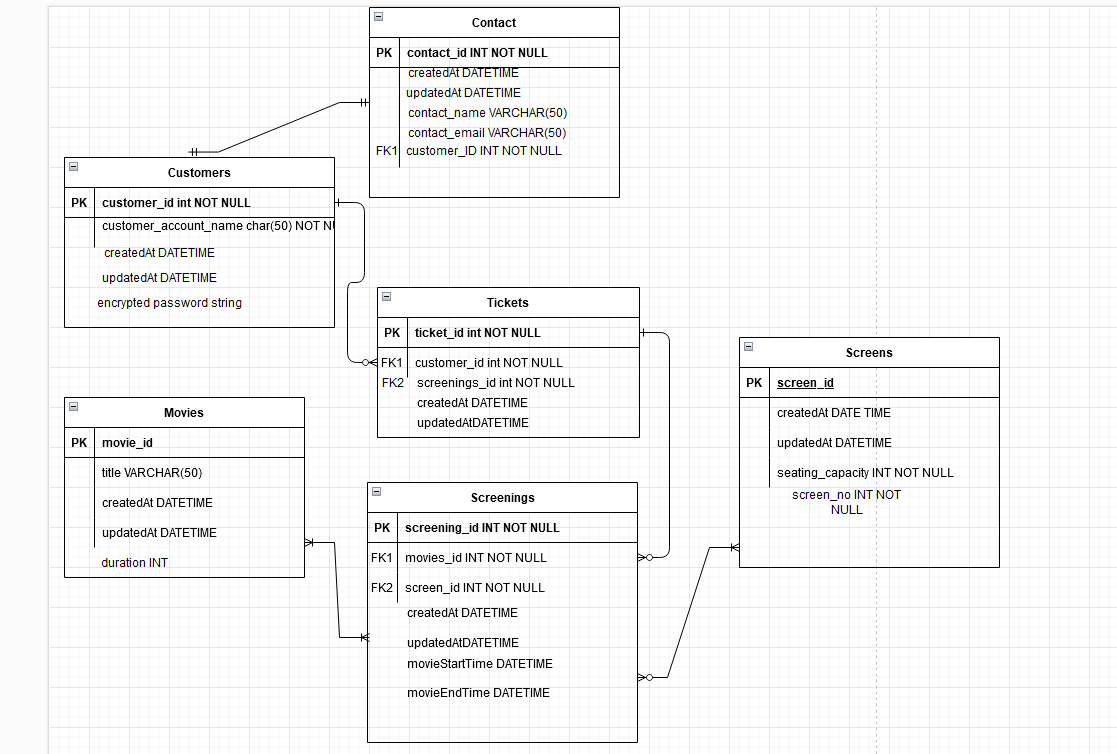 Contact
PK contact_id INT NOT NULL
createdAt DATETIME
updatedAt DATETIME
contact_name VARCHAR(50)
contact_email VARCHAR(50)
FK1 customer_ID INT NOT NULL
Customers
PK customer_id int NOT NULL
customer_account_name char(50) NOT
createdAt DATETIME
updatedAt DATETIME
encrypted password string
Tickets
PK ticket_id int NOT NULL
FK1 customer_id int NOT NULL
FK2 screenings_id int NOT NULL
createdAt DATETIME
updatedAtDATETIME
Screens
PK screen_id
createdAt DATE TIME
updatedAt DATETIME
seating_capacity INT NOT NULL
screen_no INT NOT
NULL
Movies
PK movie_id
title VARCHAR(50)
createdAt DATETIME
updatedAt DATETIME
duration INT
Screenings
PK screening_id INT NOT NULL
FK1 movies_id INT NOT NULL
FK2 screen_id INT NOT NULL
createdAt DATETIME
updatedAtDATETIME
movieStartTime DATETIME
movieEndTime DATETIME